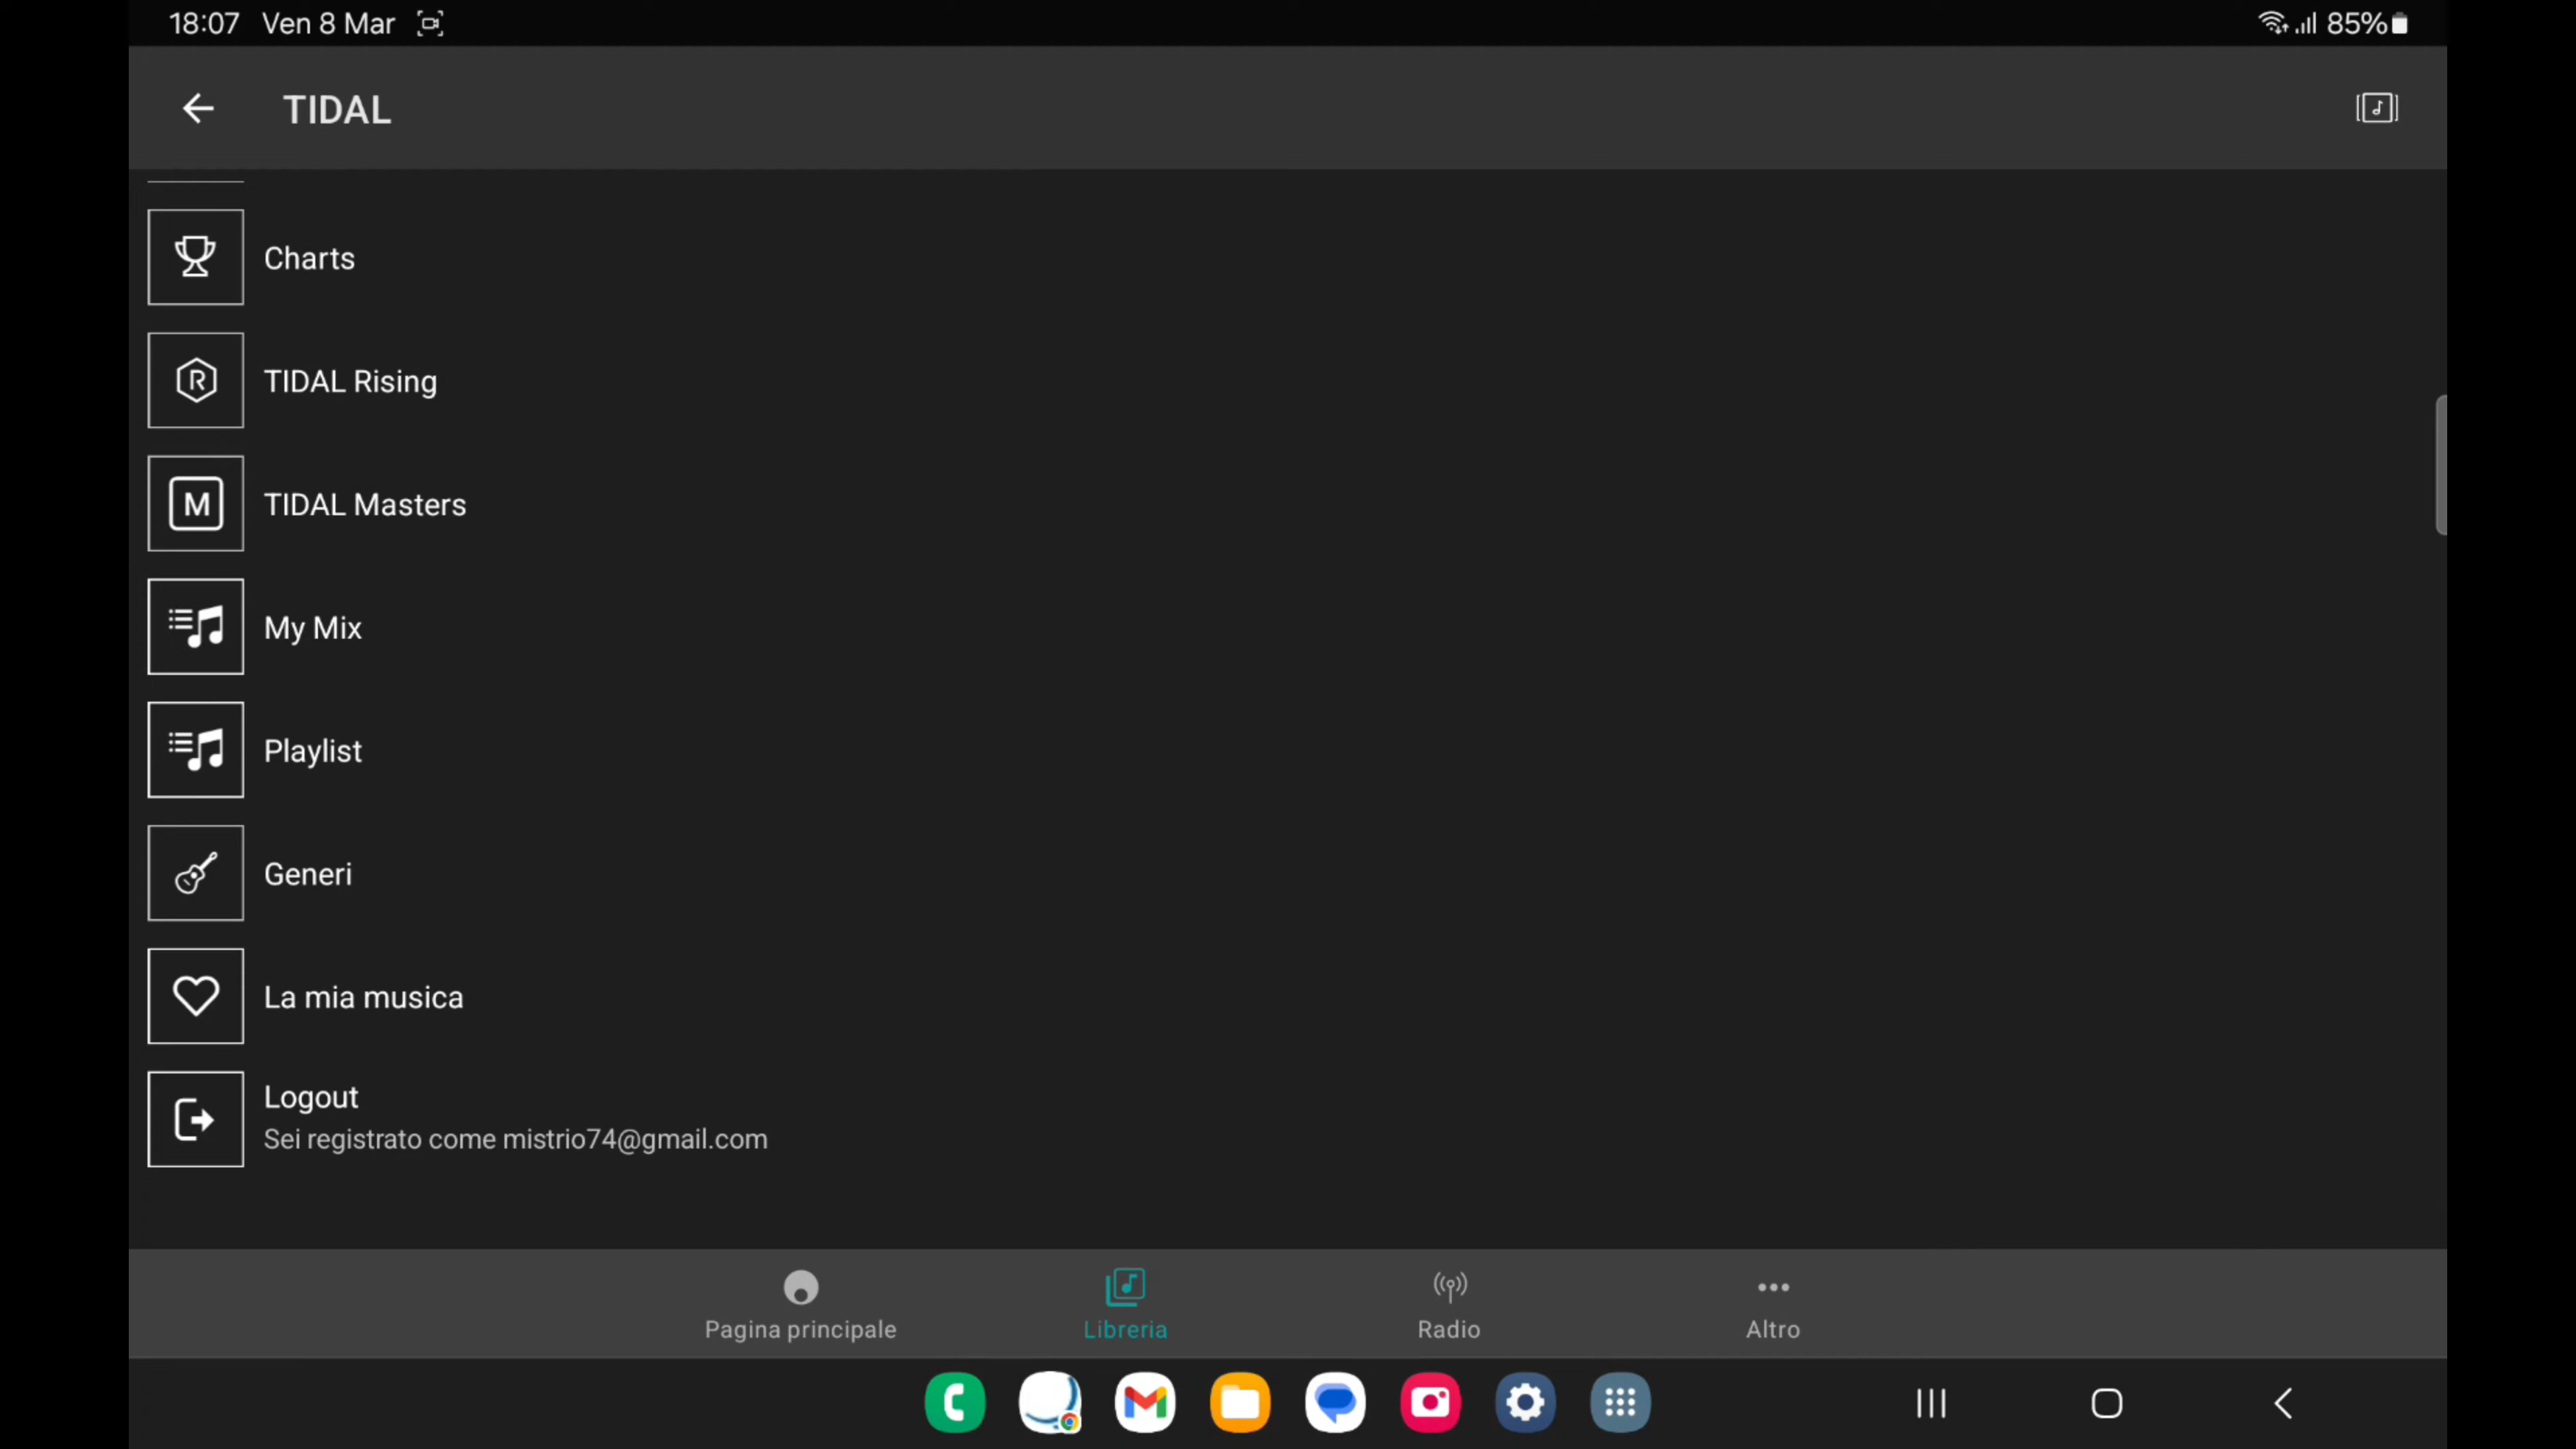 18:07 Ven 8 Mar 85%
TIDAL
Charts
TIDAL Rising
M TIDAL Masters
My Mix
Playlist
Generi
La mia musica
Logout
Sei registrato come mistrio74@gmail.com
Pagina principale Libreria Radio Altro